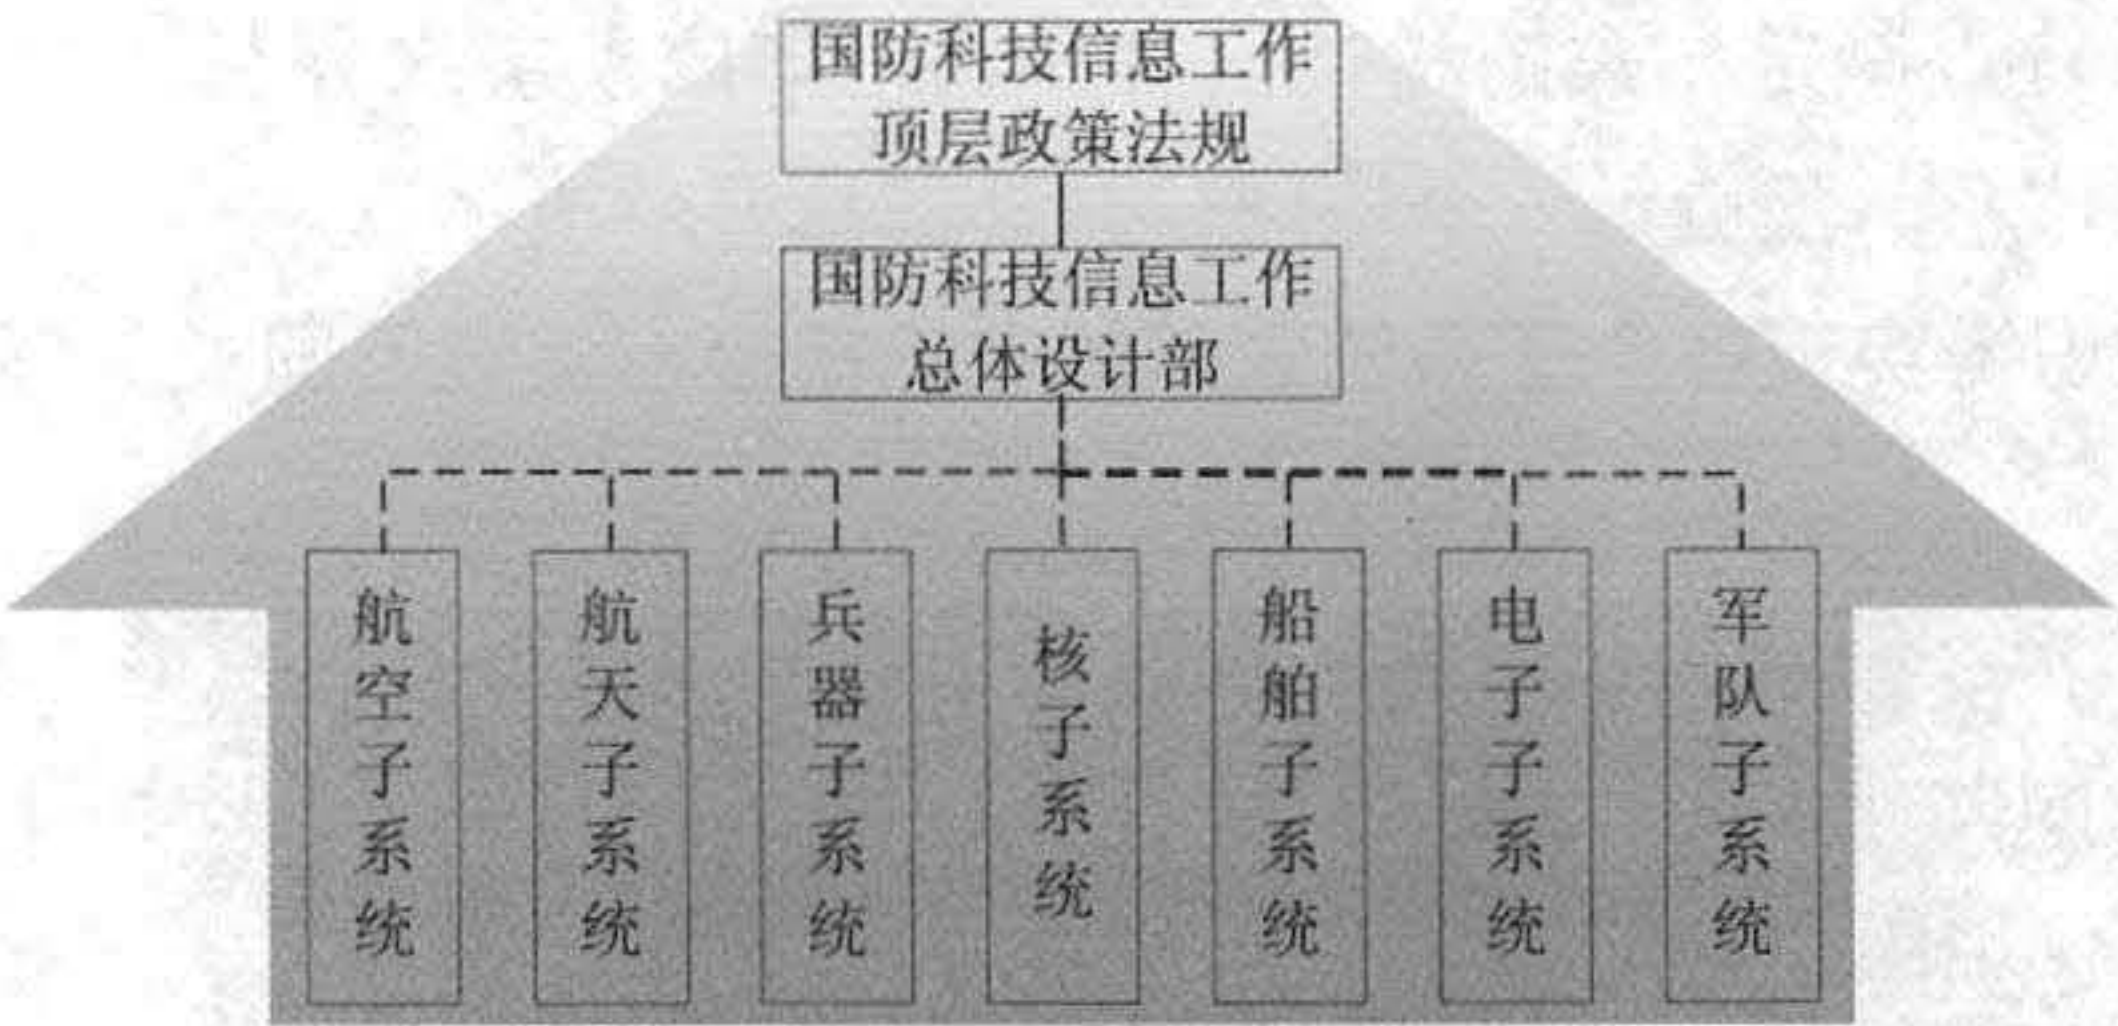 国防科技信息工作
顶层政策法规
国防科技信息工作
总体设计部
航空子系统
航天子系统
兵器子系统
核子系统
船舶子系统
电子子系统
军队子系统